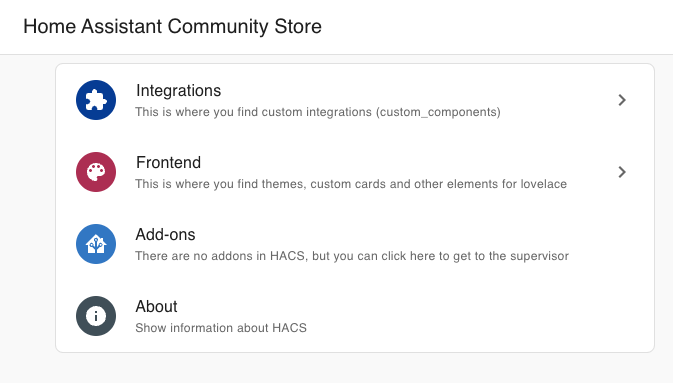 Home Assistant Community Store
Integrations
This is where you find custom integrations (custom_components)
Frontend
This is where you find themes, custom cards and other elements for lovelace
Add-ons
There are no addons in HACS, but you can click here to get to the supervisor
About
Show information about HACS